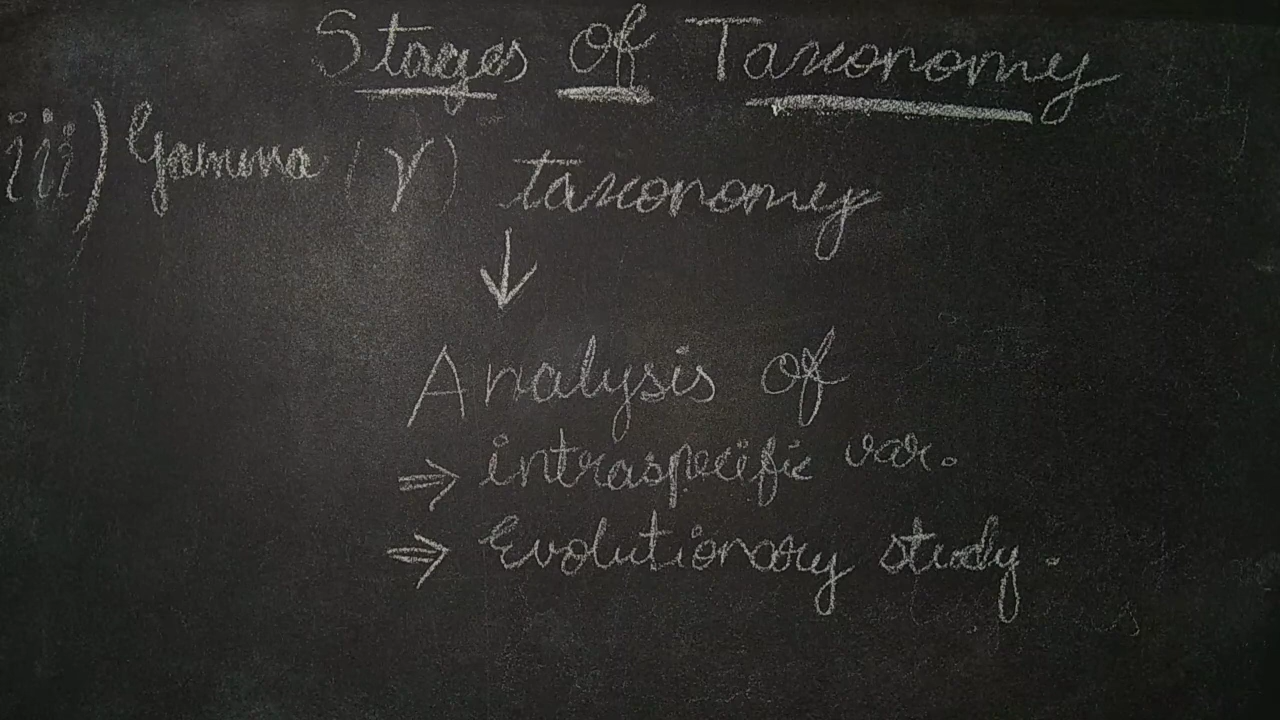 Stages of Taxonomy
iii) Gamma (γ) taxonomy
↓
Analysis of
⇒ intraspecific var.
⇒ Evolutionary study.